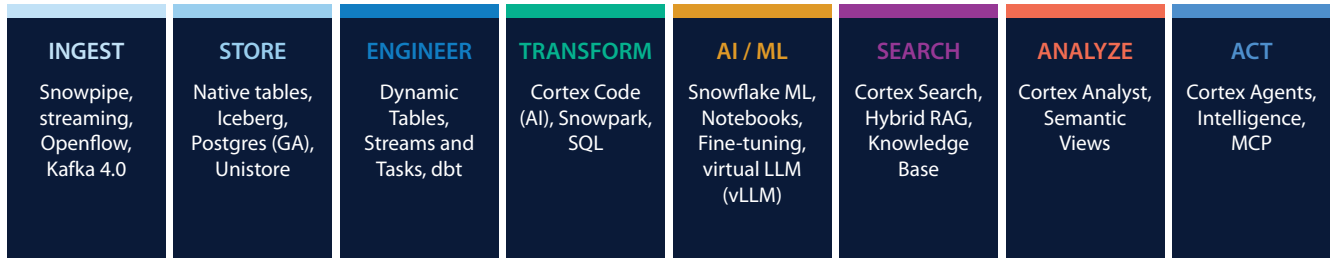 INGEST
Snowpipe,
streaming,
Openflow,
Kafka 4.0
STORE
Native tables,
Iceberg,
Postgres (GA),
Unistore
ENGINEER
Dynamic
Tables,
Streams and
Tasks, dbt
TRANSFORM
Cortex Code
(AI), Snowpark,
SQL
AI / ML
Snowflake ML,
Notebooks,
Fine-tuning,
virtual LLM
(vLLM)
SEARCH
Cortex Search,
Hybrid RAG,
Knowledge
Base
ANALYZE
Cortex Analyst,
Semantic
Views
ACT
Cortex Agents,
Intelligence,
MCP